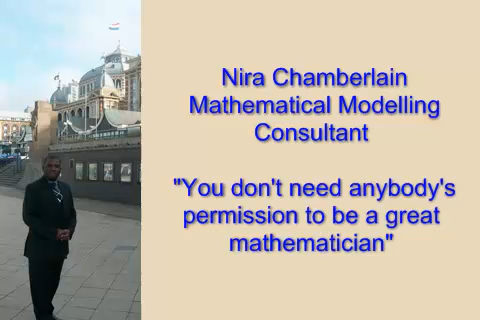 Nira Chamberlain
Mathematical Modelling
Consultant
"You don't need anybody's
permission to be a great
mathematician"